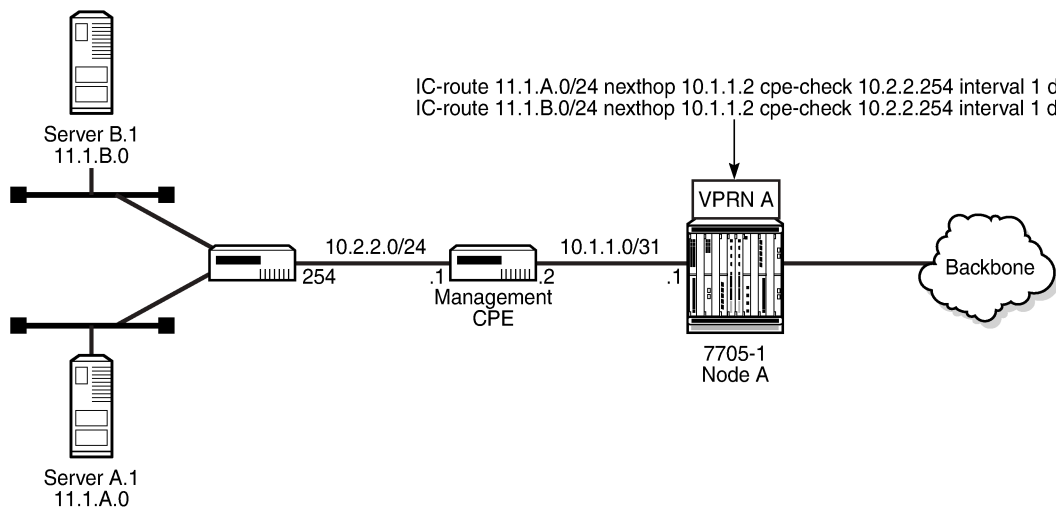 IC-route 11.1.A.0/24 nexthop 10.1.1.2 cpe-check 10.2.2.254 interval 1 d
IC-route 11.1.B.0/24 nexthop 10.1.1.2 cpe-check 10.2.2.254 interval 1 d
Server B.1
11.1.B.0
VPRN A
10.2.2.0/24
10.1.1.0/31
254
.1
.2
.1
Backbone
Management
CPE
7705-1
Node A
Server A.1
11.1.A.0